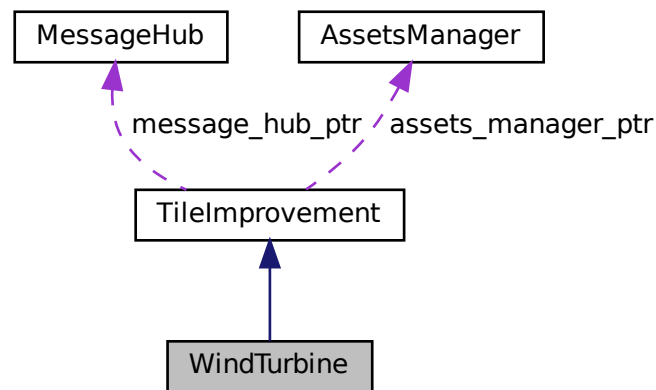 MessageHub
AssetsManager
message_hub_ptr
assets_manager_ptr
TileImprovement
WindTurbine